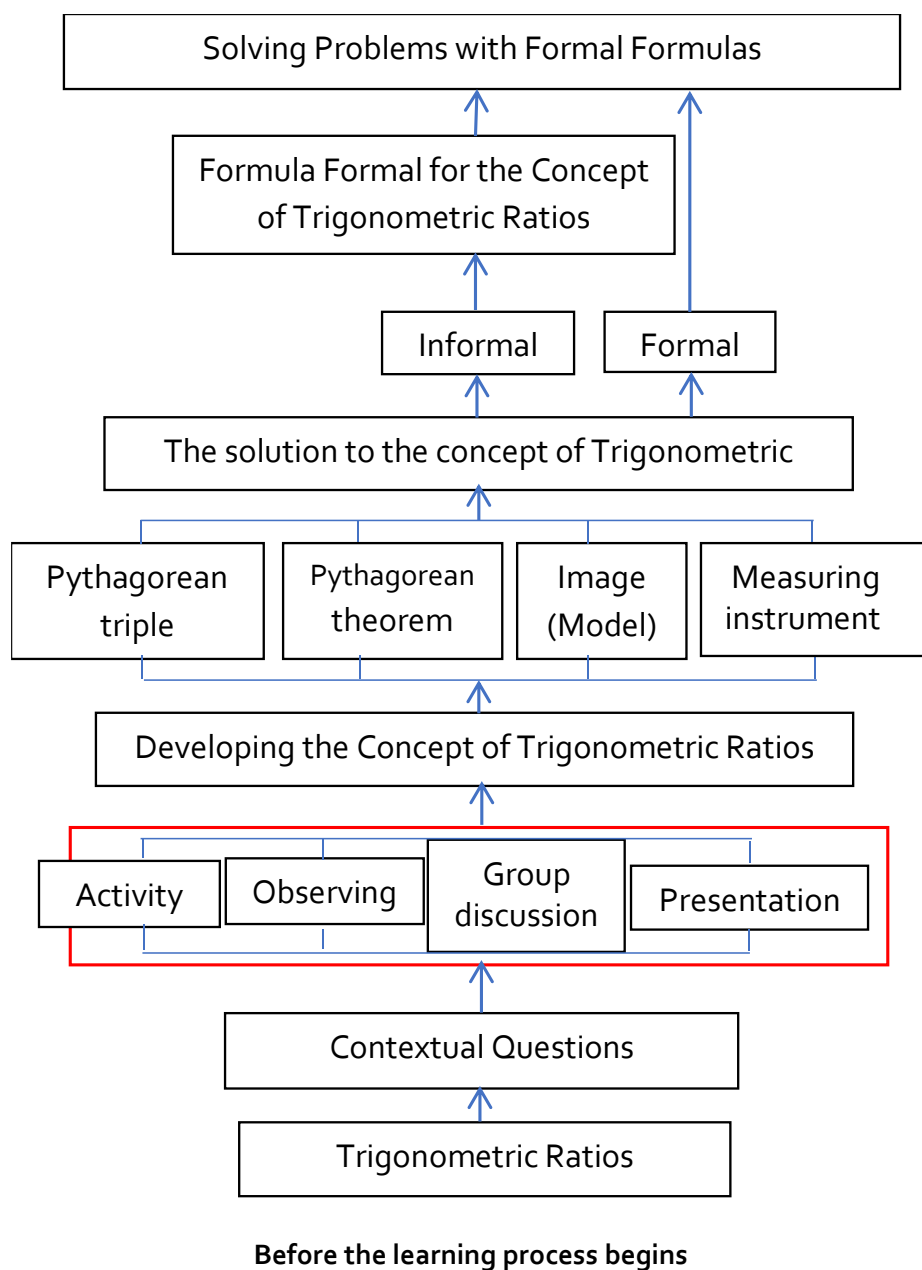 Solving Problems with Formal Formulas
Formula Formal for the Concept
of Trigonometric Ratios
Informal
Formal
The solution to the concept of Trigonometric
Pythagorean
triple
Pythagorean
theorem
Image
(Model)
Measuring
instrument
Developing the Concept of Trigonometric Ratios
Activity
Observing
Group
discussion
Presentation
Contextual Questions
Trigonometric Ratios
Before the learning process begins